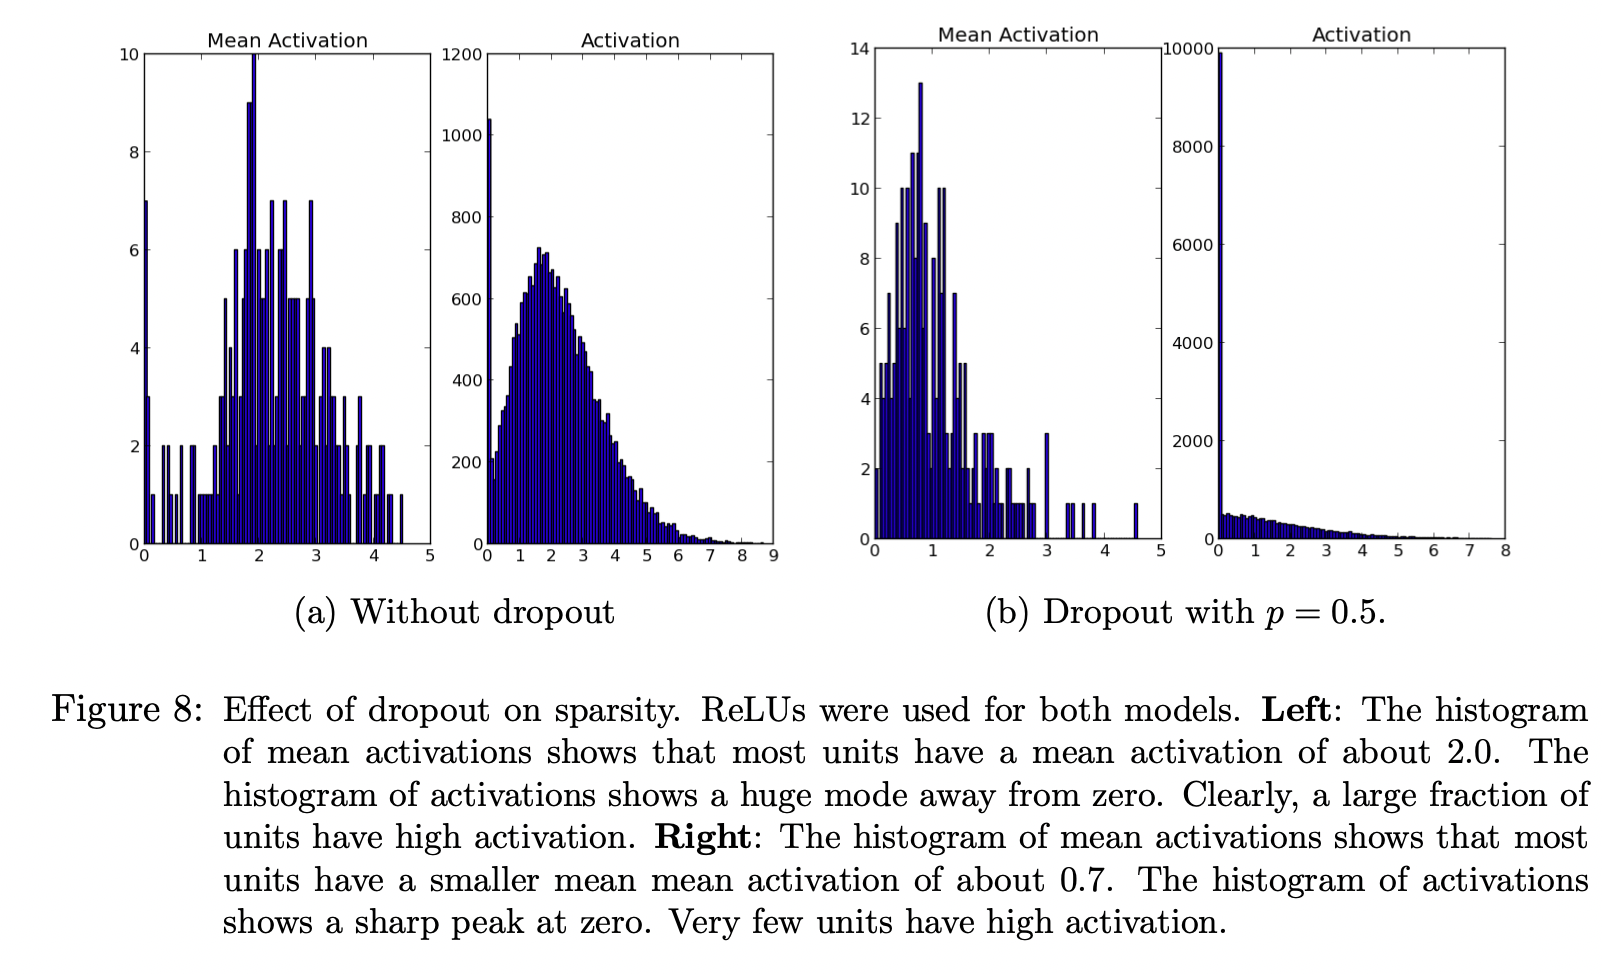 Mean Activation
10
8
6
4
2
0
0 1 2 3 4 5
Activation
1200
1000
800
600
400
200
0
0 1 2 3 4 5 6 7 8 9
(a) Without dropout
Mean Activation
14
12
10
8
6
4
2
0
0 1 2 3 4 5
Activation
10000
8000
6000
4000
2000
0
0 1 2 3 4 5 6 7 8
(b) Dropout with p = 0.5.
Figure 8: Effect of dropout on sparsity. ReLUs were used for both models. Left: The histogram
of mean activations shows that most units have a mean activation of about 2.0. The
histogram of activations shows a huge mode away from zero. Clearly, a large fraction of
units have high activation. Right: The histogram of mean activations shows that most
units have a smaller mean mean activation of about 0.7. The histogram of activations
shows a sharp peak at zero. Very few units have high activation.